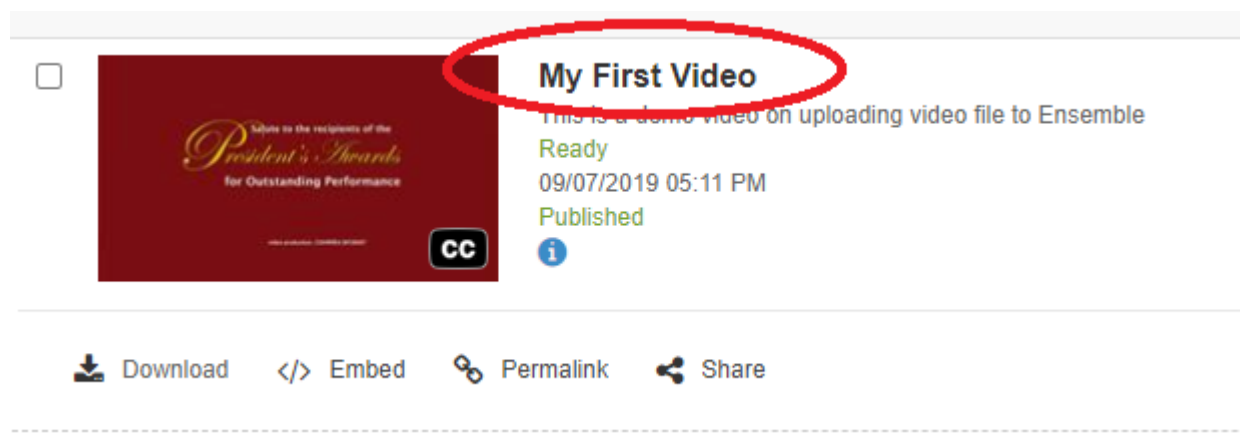 My First Video
This is a demo video on uploading video file to Ensemble
Ready
09/07/2019 05:11 PM
Published
Salute to the recipients of the
President's Awards
for Outstanding Performance
CC
Download </> Embed Permalink Share